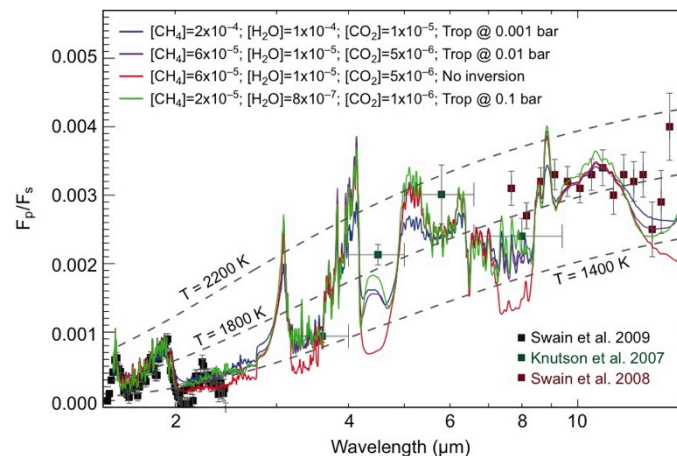 [CH₄]=2x10⁻⁴; [H₂O]=1x10⁻⁴; [CO₂]=1x10⁻⁵; Trop @ 0.001 bar
[CH₄]=6x10⁻⁵; [H₂O]=1x10⁻⁵; [CO₂]=5x10⁻⁶; Trop @ 0.01 bar
[CH₄]=6x10⁻⁵; [H₂O]=1x10⁻⁵; [CO₂]=5x10⁻⁶; No inversion
[CH₄]=2x10⁻⁵; [H₂O]=8x10⁻⁷; [CO₂]=1x10⁻⁶; Trop @ 0.1 bar
0.005
0.004
0.003
0.002
0.001
0.000
Fₚ/Fₛ
T = 2200 K
T = 1800 K
T = 1400 K
Swain et al. 2009
Knutson et al. 2007
Swain et al. 2008
2
4
6
8
10
Wavelength (µm)